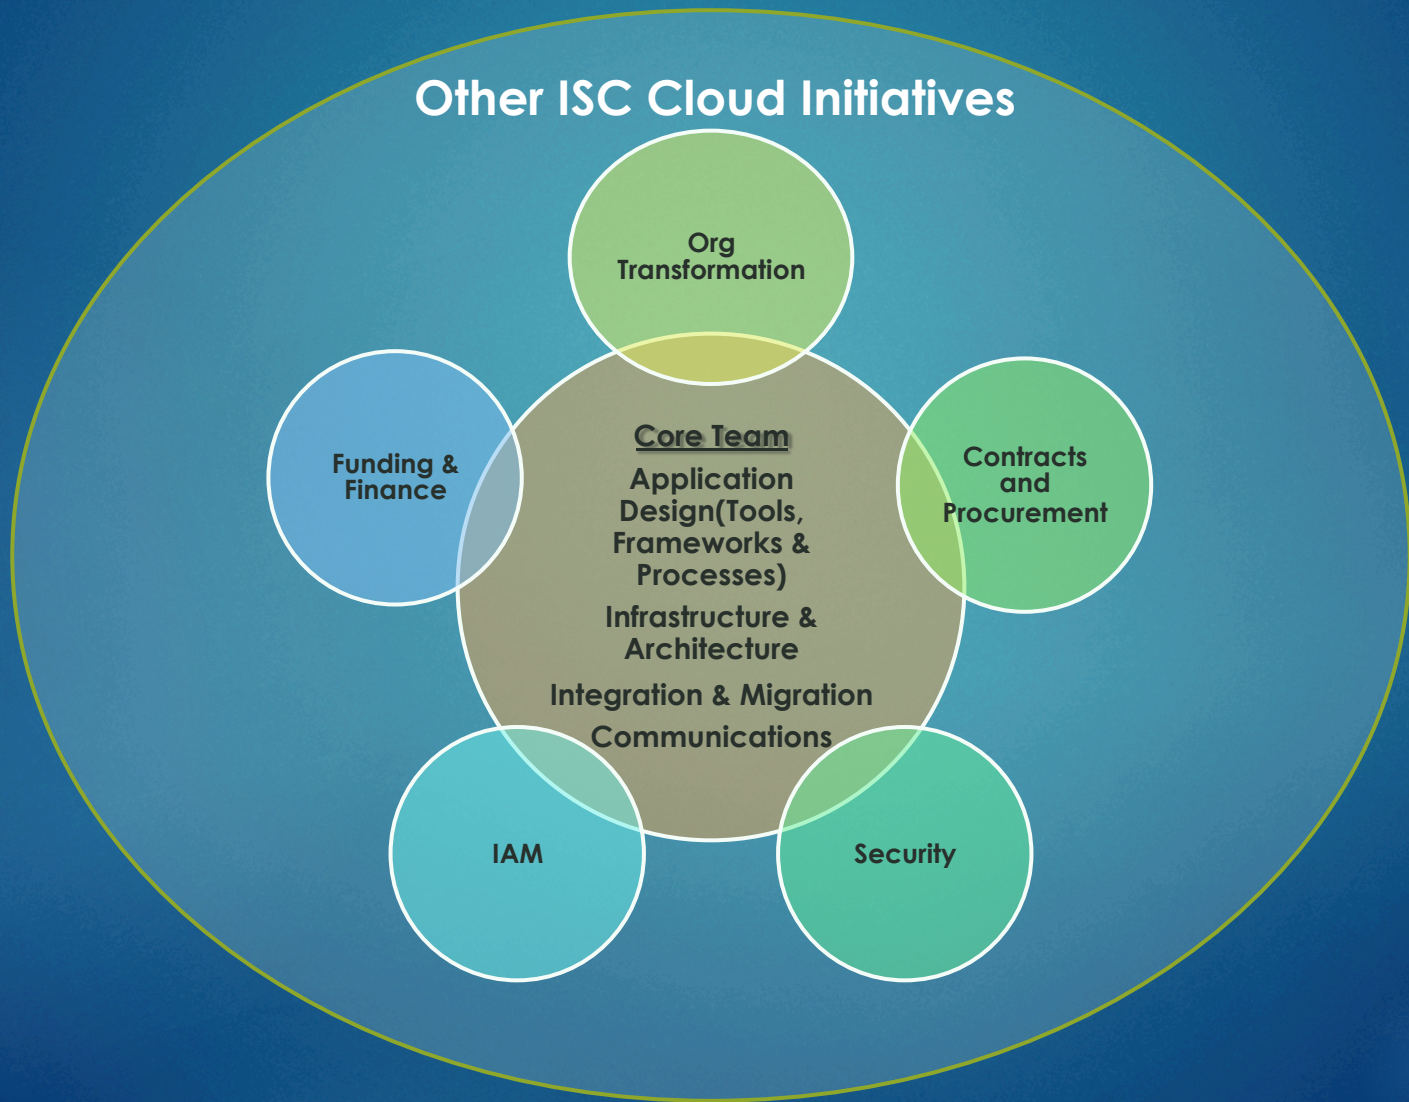 Other ISC Cloud Initiatives
Org
Transformation
Funding &
Finance
Core Team
Application
Design(Tools,
Frameworks &
Processes)
Infrastructure &
Architecture
Integration & Migration
Communications
Contracts
and
Procurement
IAM
Security